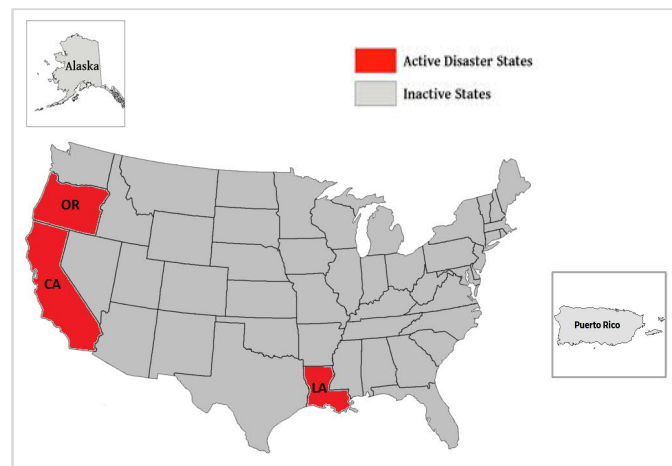 Alaska
Active Disaster States
Inactive States
OR
CA
LA
Puerto Rico